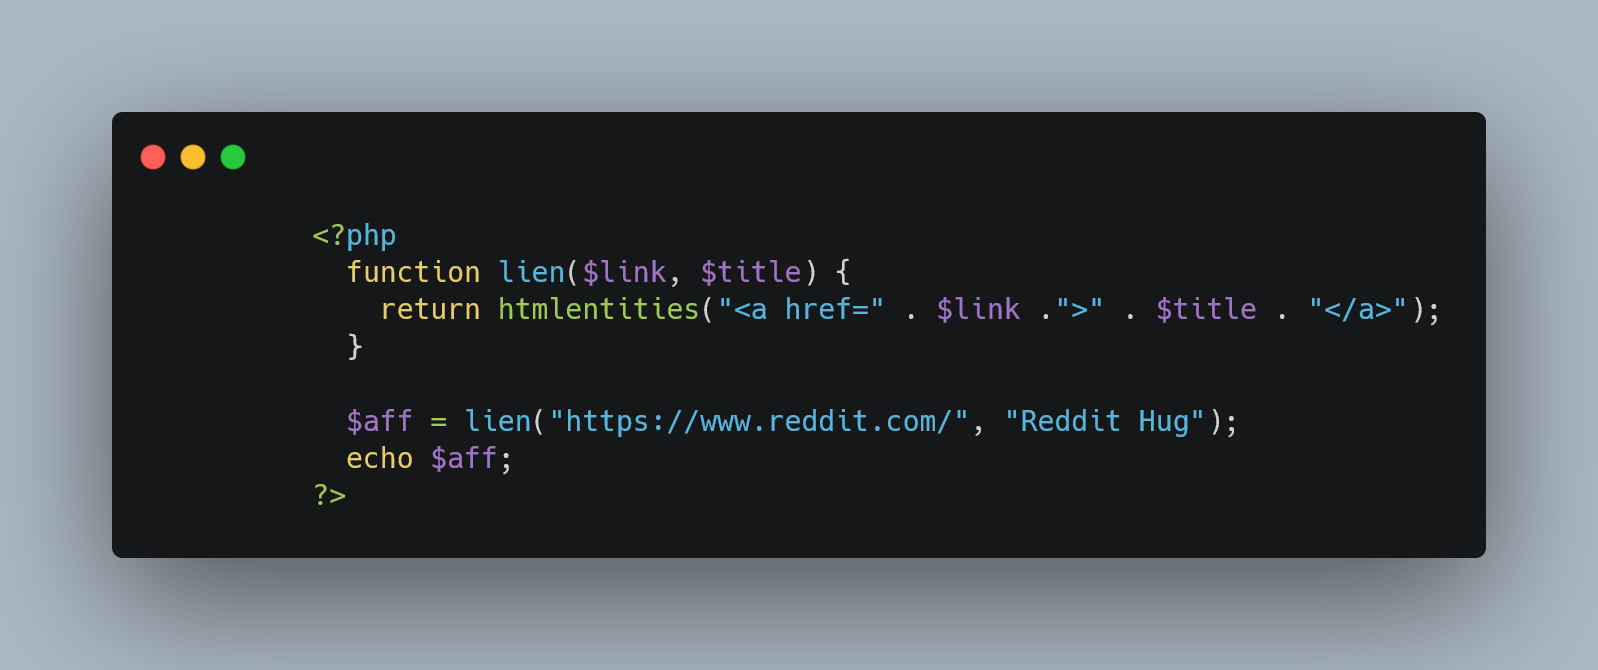 <?php
function lien($link, $title) {
return htmlentities("<a href=" . $link .">" . $title . "</a>");
}
$aff = lien("https://www.reddit.com/", "Reddit Hug");
echo $aff;
?>